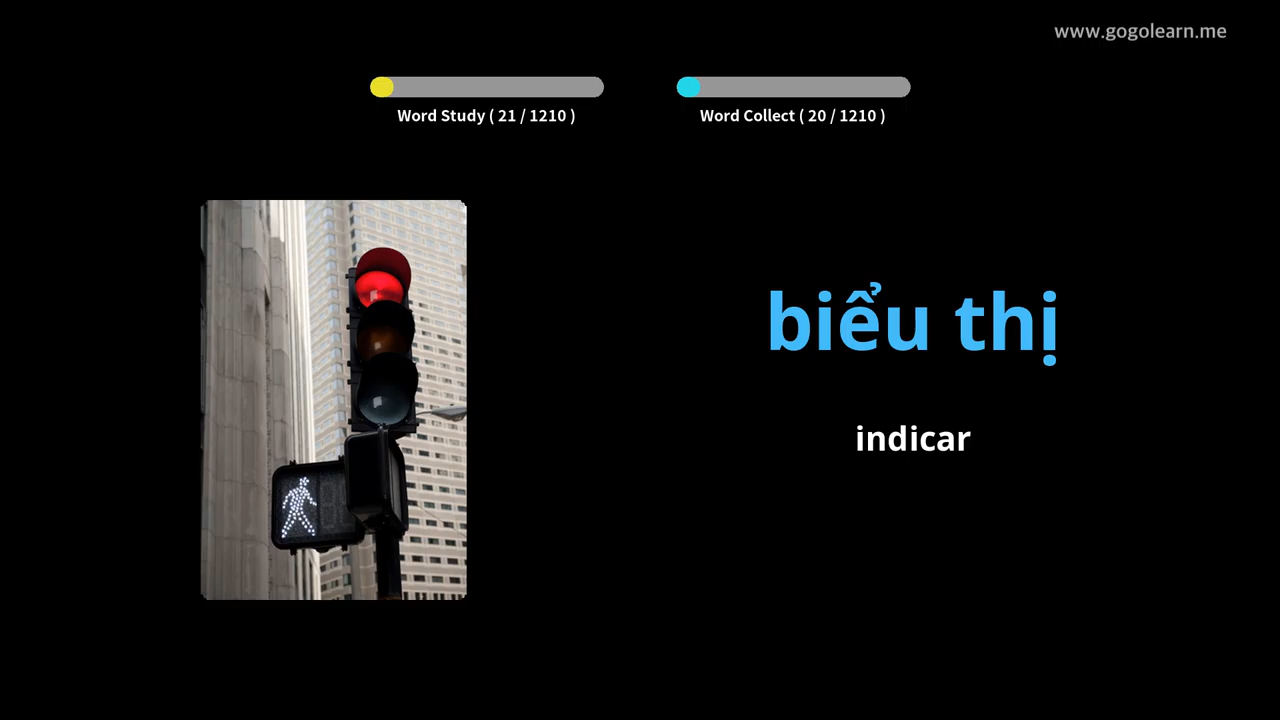 www.gogolearn.me
Word Study ( 21 / 1210 )
Word Collect ( 20 / 1210 )
biểu thị
indicar